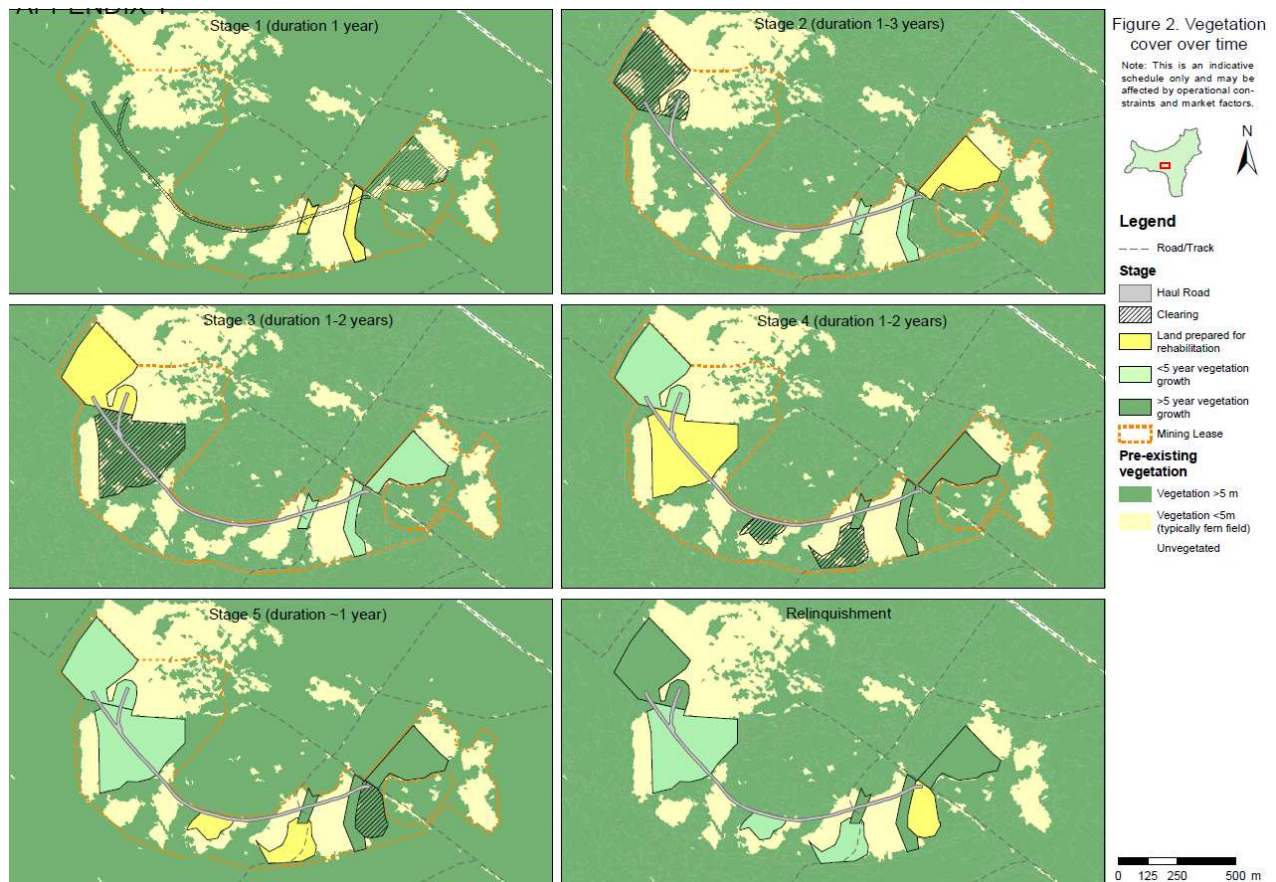 Stage 1 (duration 1 year)
Stage 2 (duration 1-3 years)
Stage 3 (duration 1-2 years)
Stage 4 (duration 1-2 years)
Stage 5 (duration ~1 year)
Relinquishment
Figure 2. Vegetation
cover over time
Note: This is an indicative
schedule only and may be
affected by operational con-
straints and market factors.
N
Legend
Road/Track
Stage
Haul Road
Clearing
Land prepared for
rehabilitation
<5 year vegetation
growth
>5 year vegetation
growth
Mining Lease
Pre-existing
vegetation
Vegetation >5 m
Vegetation <5m
(typically fern field)
Unvegetated
0 125 250 500 m